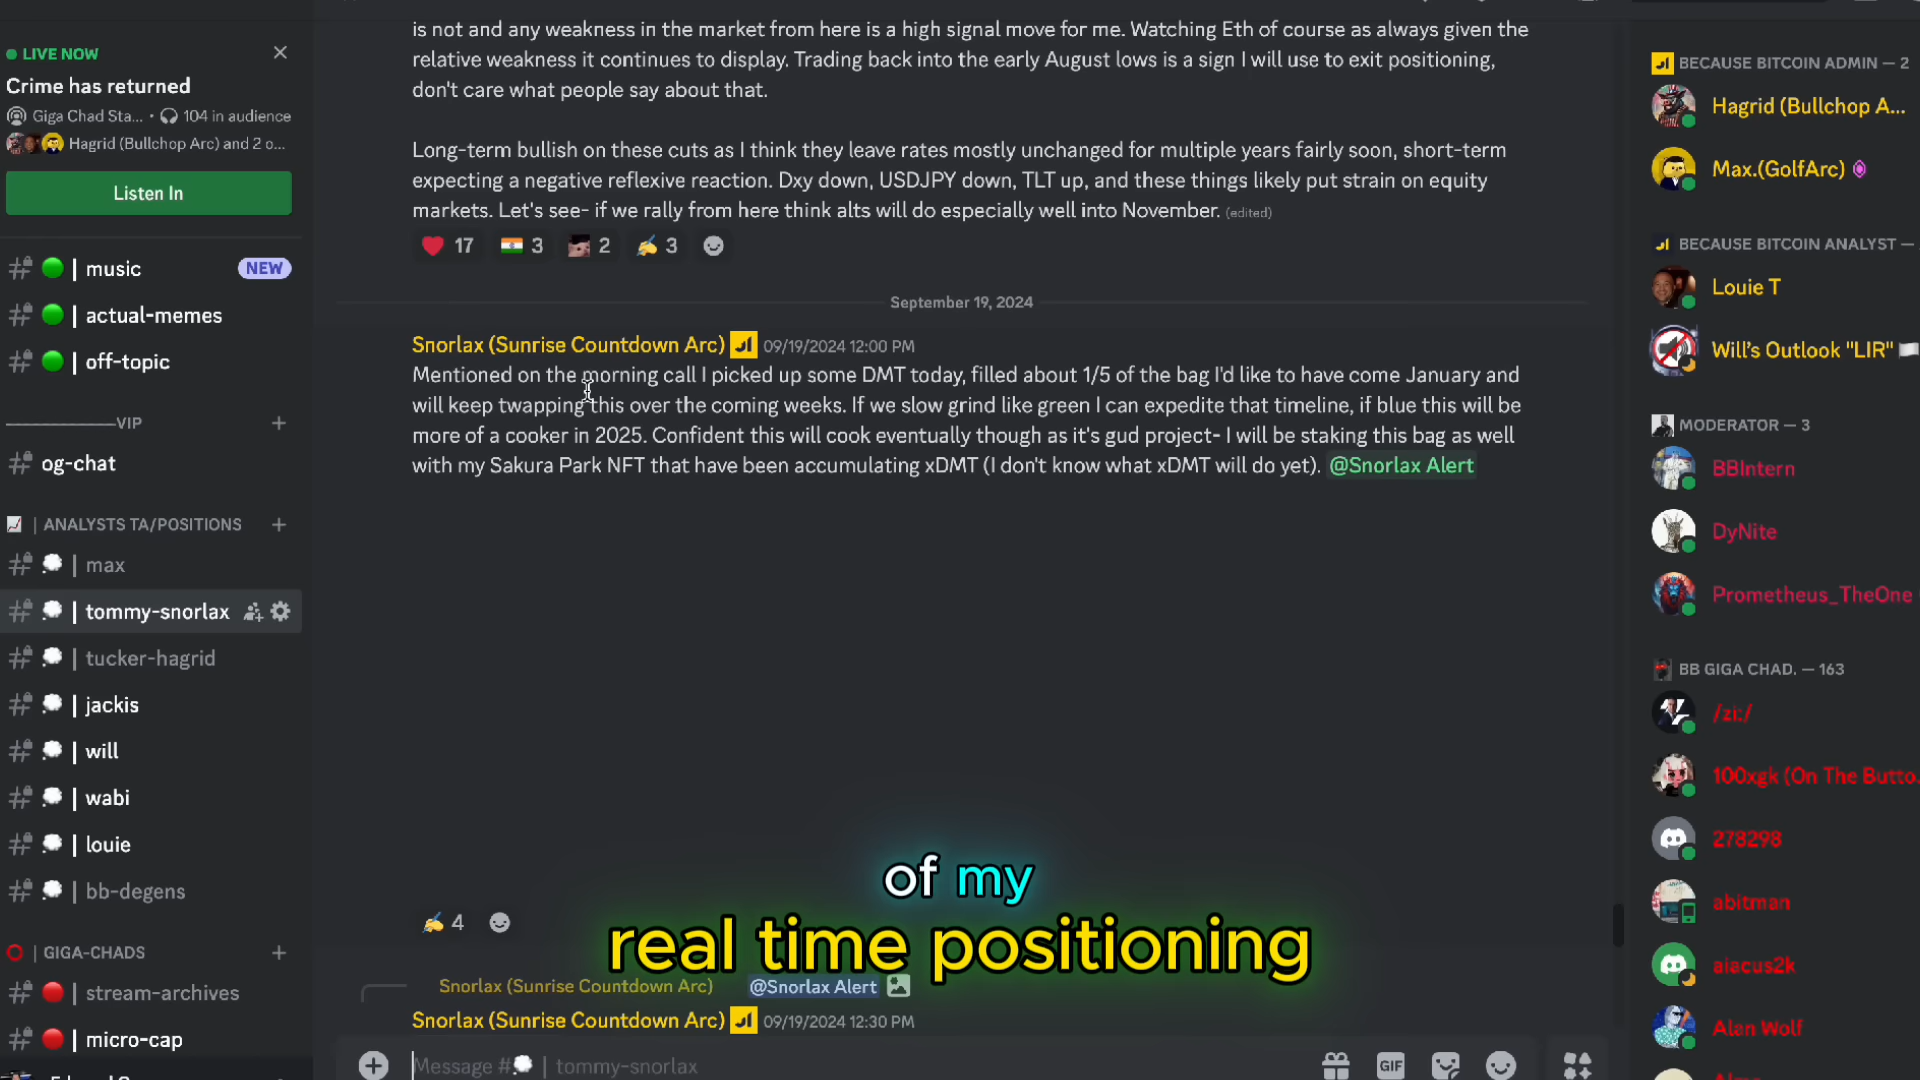 LIVE NOW
Crime has returned
Giga Chad Sta... • 104 in audience
Hagrid (Bullchop Arc) and 2 o...
Listen In
| music NEW
| actual-memes
| off-topic
VIP
og-chat
| ANALYSTS TA/POSITIONS
| max
| tommy-snorlax
| tucker-hagrid
| jackis
| will
| wabi
| louie
| bb-degens
| GIGA-CHADS
| stream-archives
| micro-cap
is not and any weakness in the market from here is a high signal move for me. Watching Eth of course as always given the
relative weakness it continues to display. Trading back into the early August lows is a sign I will use to exit positioning,
don't care what people say about that.
Long-term bullish on these cuts as I think they leave rates mostly unchanged for multiple years fairly soon, short-term
expecting a negative reflexive reaction. Dxy down, USDJPY down, TLT up, and these things likely put strain on equity
markets. Let's see- if we rally from here think alts will do especially well into November. (edited)
17 3 2 3
September 19, 2024
Snorlax (Sunrise Countdown Arc) 09/19/2024 12:00 PM
Mentioned on the morning call I picked up some DMT today, filled about 1/5 of the bag I'd like to have come January and
will keep twapping this over the coming weeks. If we slow grind like green I can expedite that timeline, if blue this will be
more of a cooker in 2025. Confident this will cook eventually though as it's gud project- I will be staking this bag as well
with my Sakura Park NFT that have been accumulating xDMT (I don't know what xDMT will do yet). @Snorlax Alert
of my
real time positioning
4
Snorlax (Sunrise Countdown Arc) @Snorlax Alert
Snorlax (Sunrise Countdown Arc) 09/19/2024 12:30 PM
Message # | tommy-snorlax
GIF
BECAUSE BITCOIN ADMIN — 2
Hagrid (Bullchop A...
Max.(GolfArc)
BECAUSE BITCOIN ANALYST —
Louie T
Will's Outlook "LIR"
MODERATOR — 3
BBIntern
DyNite
Prometheus_TheOne
BB GIGA CHAD. — 163
/zi:/
100xgk (On The Butto.
278298
abitman
aiacus2k
Alan Wolf